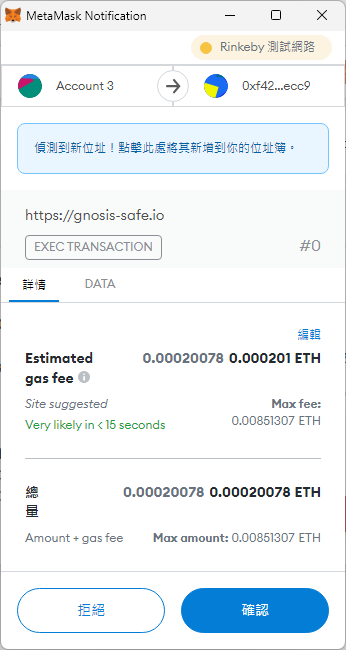 MetaMask Notification
Rinkeby 測試網路
Account 3
0xf42...ecc9
偵測到新位址！點擊此處將其新增到你的位址簿。
https://gnosis-safe.io
EXEC TRANSACTION
#0
詳情
DATA
編輯
Estimated gas fee
0.00020078 0.000201 ETH
Site suggested
Max fee:
Very likely in < 15 seconds
0.00851307 ETH
總量
0.00020078 0.00020078 ETH
Amount + gas fee
Max amount: 0.00851307 ETH
拒絕
確認